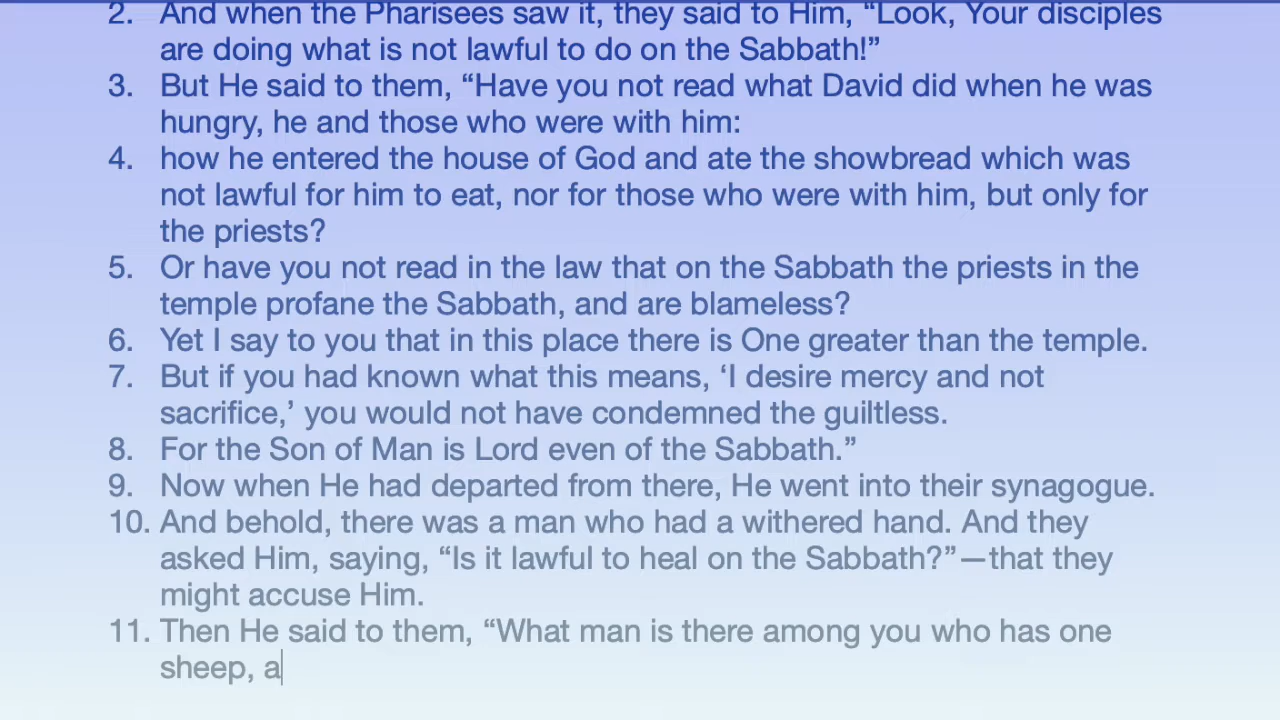 2. And when the Pharisees saw it, they said to Him, “Look, Your disciples
are doing what is not lawful to do on the Sabbath!”
3. But He said to them, “Have you not read what David did when he was
hungry, he and those who were with him:
4. how he entered the house of God and ate the showbread which was
not lawful for him to eat, nor for those who were with him, but only for
the priests?
5. Or have you not read in the law that on the Sabbath the priests in the
temple profane the Sabbath, and are blameless?
6. Yet I say to you that in this place there is One greater than the temple.
7. But if you had known what this means, ‘I desire mercy and not
sacrifice,’ you would not have condemned the guiltless.
8. For the Son of Man is Lord even of the Sabbath.”
9. Now when He had departed from there, He went into their synagogue.
10. And behold, there was a man who had a withered hand. And they
asked Him, saying, “Is it lawful to heal on the Sabbath?”—that they
might accuse Him.
11. Then He said to them, “What man is there among you who has one
sheep, a